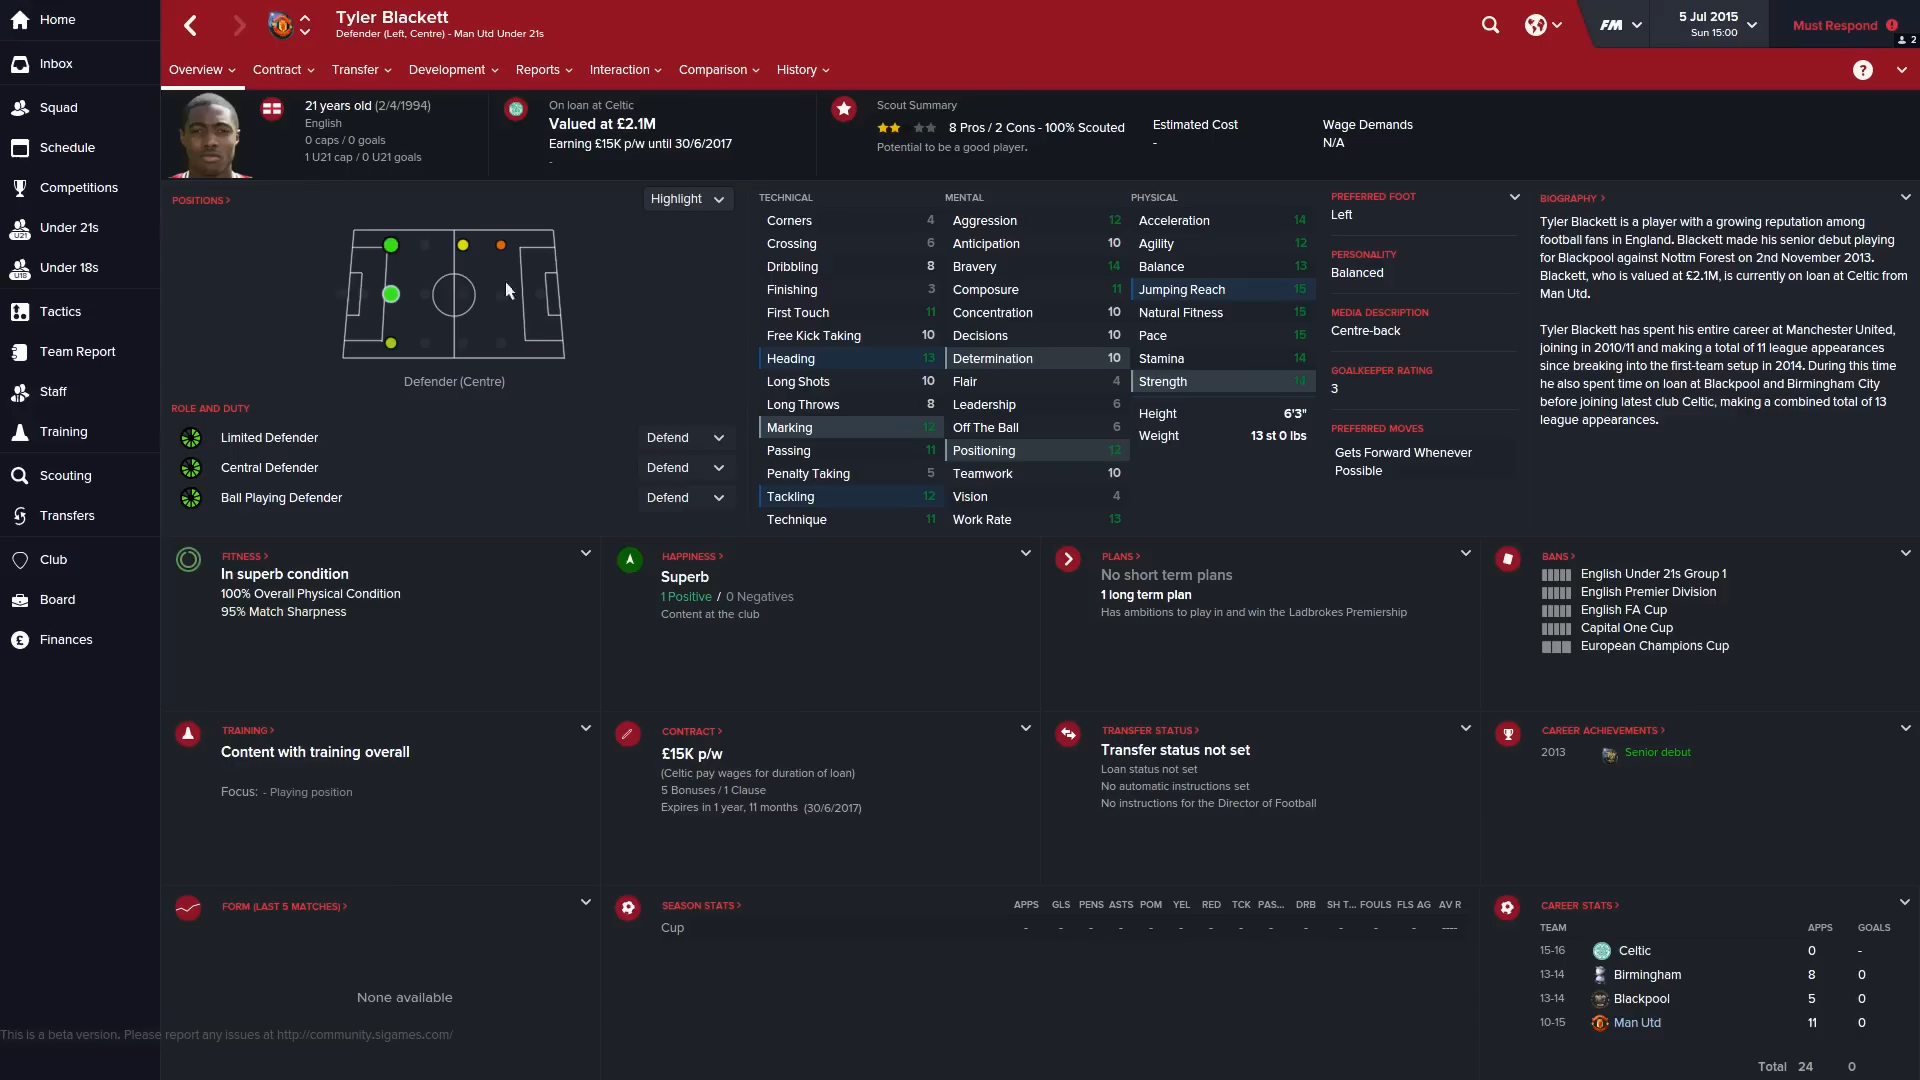 Home
Inbox
Squad
Schedule
Competitions
Under 21s
Under 18s
Tactics
Team Report
Staff
Training
Scouting
Transfers
Club
Board
Finances
Tyler Blackett
Defender (Left, Centre) - Man Utd Under 21s
FM
5 Jul 2015
Sun 15:00
Must Respond
2
Overview Contract Transfer Development Reports Interaction Comparison History
?
21 years old (2/4/1994)
English
0 caps / 0 goals
1 U21 cap / 0 U21 goals
On loan at Celtic
Valued at £2.1M
Earning £15K p/w until 30/6/2017
-
Scout Summary
8 Pros / 2 Cons - 100% Scouted
Potential to be a good player.
Estimated Cost
-
Wage Demands
N/A
POSITIONS >
Highlight
Defender (Centre)
ROLE AND DUTY
Limited Defender Defend
Central Defender Defend
Ball Playing Defender Defend
TECHNICAL
Corners 4
Crossing 6
Dribbling 8
Finishing 3
First Touch 11
Free Kick Taking 10
Heading 13
Long Shots 10
Long Throws 8
Marking 12
Passing 11
Penalty Taking 5
Tackling 12
Technique 11
MENTAL
Aggression 12
Anticipation 10
Bravery 14
Composure 11
Concentration 10
Decisions 10
Determination 10
Flair 4
Leadership 6
Off The Ball 6
Positioning 12
Teamwork 10
Vision 4
Work Rate 13
PHYSICAL
Acceleration 14
Agility 12
Balance 13
Jumping Reach 15
Natural Fitness 15
Pace 15
Stamina 14
Strength
Height 6'3"
Weight 13 st 0 lbs
PREFERRED FOOT
Left
PERSONALITY
Balanced
MEDIA DESCRIPTION
Centre-back
GOALKEEPER RATING
3
PREFERRED MOVES
Gets Forward Whenever
Possible
BIOGRAPHY >
Tyler Blackett is a player with a growing reputation among
football fans in England. Blackett made his senior debut playing
for Blackpool against Nottm Forest on 2nd November 2013.
Blackett, who is valued at £2.1M, is currently on loan at Celtic from
Man Utd.
Tyler Blackett has spent his entire career at Manchester United,
joining in 2010/11 and making a total of 11 league appearances
since breaking into the first-team setup in 2014. During this time
he also spent time on loan at Blackpool and Birmingham City
before joining latest club Celtic, making a combined total of 13
league appearances.
FITNESS >
In superb condition
100% Overall Physical Condition
95% Match Sharpness
HAPPINESS >
Superb
1 Positive / 0 Negatives
Content at the club
PLANS >
No short term plans
1 long term plan
Has ambitions to play in and win the Ladbrokes Premiership
BANS >
English Under 21s Group 1
English Premier Division
English FA Cup
Capital One Cup
European Champions Cup
TRAINING >
Content with training overall
Focus: - Playing position
CONTRACT >
£15K p/w
(Celtic pay wages for duration of loan)
5 Bonuses / 1 Clause
Expires in 1 year, 11 months (30/6/2017)
TRANSFER STATUS >
Transfer status not set
Loan status not set
No automatic instructions set
No instructions for the Director of Football
CAREER ACHIEVEMENTS >
2013 Senior debut
FORM (LAST 5 MATCHES) >
None available
SEASON STATS > APPS GLS PENS ASTS POM YEL RED TCK PAS... DRB SH T... FOULS FLS AG AV R
Cup - - - - - - - - - - - - - ----
CAREER STATS >
TEAM APPS GOALS
15-16 Celtic 0 -
13-14 Birmingham 8 0
13-14 Blackpool 5 0
10-15 Man Utd 11 0
Total 24 0
This is a beta version. Please report any issues at http://community.sigames.com/